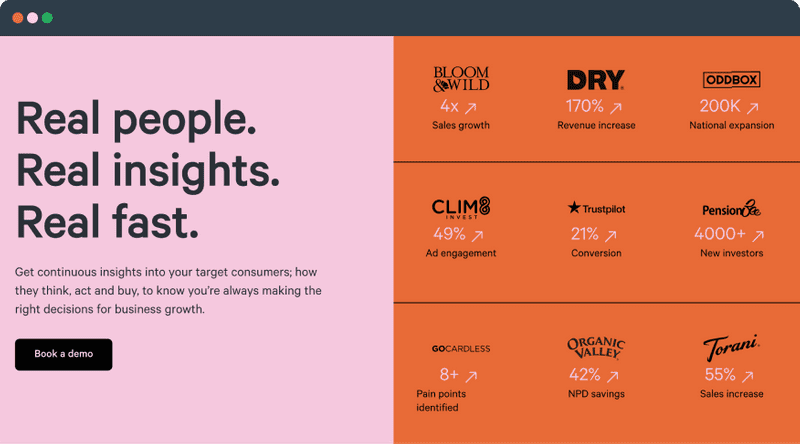 Real people.
Real insights.
Real fast.
Get continuous insights into your target consumers; how
they think, act and buy, to know you're always making the
right decisions for business growth.
Book a demo
BLOOM
&WILD
4x ↗
Sales growth
DRY
170% ↗
Revenue increase
ODDBOX
200K ↗
National expansion
CLIM8
INVEST
49% ↗
Ad engagement
Trustpilot
21% ↗
Conversion
PensionBee
4000+ ↗
New investors
GOCARDLESS
8+ ↗
Pain points
identified
ORGANIC
VALLEY
42% ↗
NPD savings
Torani
55% ↗
Sales increase